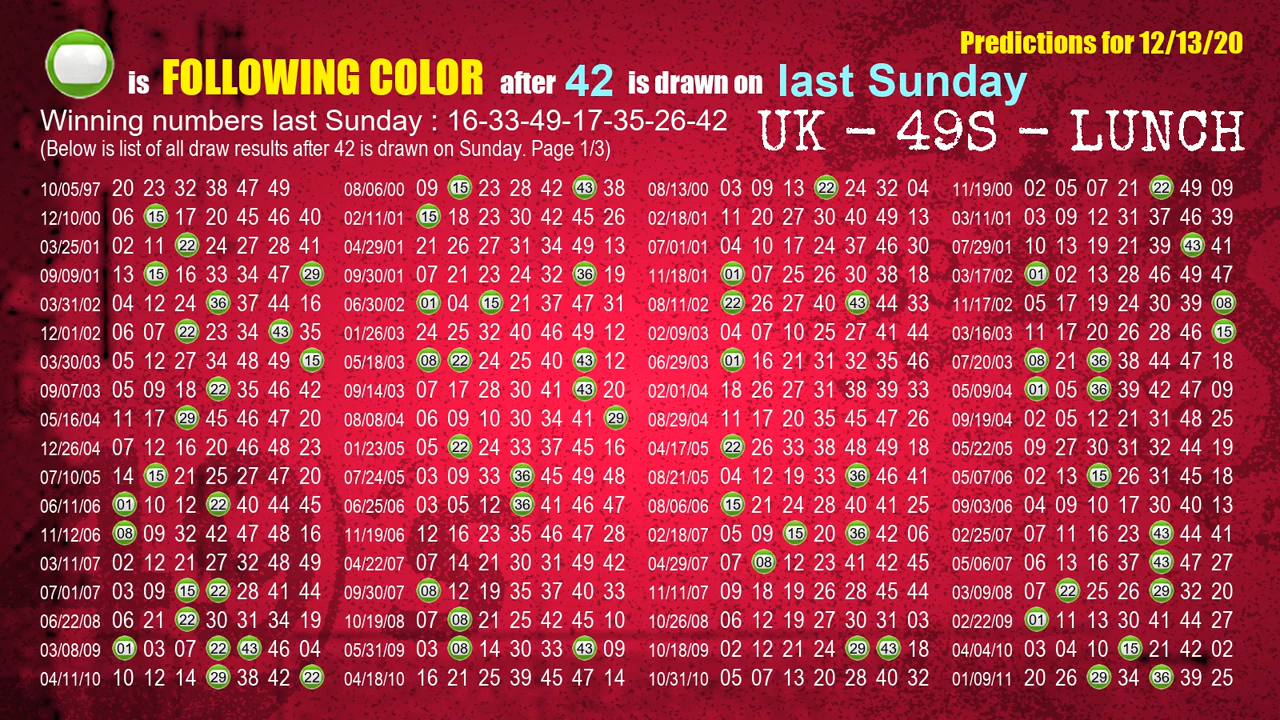 Predictions for 12/13/20
is FOLLOWING COLOR after 42 is drawn on last Sunday
Winning numbers last Sunday : 16-33-49-17-35-26-42
UK - 49S - LUNCH
(Below is list of all draw results after 42 is drawn on Sunday. Page 1/3)
10/05/97 20 23 32 38 47 49 08/06/00 09 15 23 28 42 43 38 08/13/00 03 09 13 22 24 32 04 11/19/00 02 05 07 21 22 49 09
12/10/00 06 15 17 20 45 46 40 02/11/01 15 18 23 30 42 45 26 02/18/01 11 20 27 30 40 49 13 03/11/01 03 09 12 31 37 46 39
03/25/01 02 11 22 24 27 28 41 04/29/01 21 26 27 31 34 49 13 07/01/01 04 10 17 24 37 46 30 07/29/01 10 13 19 21 39 43 41
09/09/01 13 15 16 33 34 47 29 09/30/01 07 21 23 24 32 36 19 11/18/01 01 07 25 26 30 38 18 03/17/02 01 02 13 28 46 49 47
03/31/02 04 12 24 36 37 44 16 06/30/02 01 04 15 21 37 47 31 08/11/02 22 26 27 40 43 44 33 11/17/02 05 17 19 24 30 39 08
12/01/02 06 07 22 23 34 43 35 01/26/03 24 25 32 40 46 49 12 02/09/03 04 07 10 25 27 41 44 03/16/03 11 17 20 26 28 46 15
03/30/03 05 12 27 34 48 49 15 05/18/03 08 22 24 25 40 43 12 06/29/03 01 16 21 31 32 35 46 07/20/03 08 21 36 38 44 47 18
09/07/03 05 09 18 22 35 46 42 09/14/03 07 17 28 30 41 43 20 02/01/04 18 26 27 31 38 39 33 05/09/04 01 05 36 39 42 47 09
05/16/04 11 17 29 45 46 47 20 08/08/04 06 09 10 30 34 41 29 08/29/04 11 17 20 35 45 47 26 09/19/04 02 05 12 21 31 48 25
12/26/04 07 12 16 20 46 48 23 01/23/05 05 22 24 33 37 45 16 04/17/05 22 26 33 38 48 49 18 05/22/05 09 27 30 31 32 44 19
07/10/05 14 15 21 25 27 47 20 07/24/05 03 09 33 36 45 49 48 08/21/05 04 12 19 33 36 46 41 05/07/06 02 13 15 26 31 45 18
06/11/06 01 10 12 22 40 44 45 06/25/06 03 05 12 36 41 46 47 08/06/06 15 21 24 28 40 41 25 09/03/06 04 09 10 17 30 40 13
11/12/06 08 09 32 42 47 48 16 11/19/06 12 16 23 35 46 47 28 02/18/07 05 09 15 20 36 42 06 02/25/07 07 11 16 23 43 44 41
03/11/07 02 12 21 27 32 48 49 04/22/07 07 14 21 30 31 49 42 04/29/07 07 08 12 23 41 42 45 05/06/07 06 13 16 37 43 47 27
07/01/07 03 09 15 22 28 41 44 09/30/07 08 12 19 35 37 40 33 11/11/07 09 18 19 26 28 45 44 03/09/08 07 22 25 26 29 32 20
06/22/08 06 21 22 30 31 34 19 10/19/08 07 08 21 25 42 45 10 10/26/08 06 12 19 27 30 31 03 02/22/09 01 11 13 30 41 44 27
03/08/09 01 03 07 22 43 46 04 05/31/09 03 08 14 30 33 43 09 10/18/09 02 12 21 24 29 43 18 04/04/10 03 04 10 15 21 42 02
04/11/10 10 12 14 29 38 42 22 04/18/10 16 21 25 39 45 47 14 10/31/10 05 07 13 20 28 40 32 01/09/11 20 26 29 34 36 39 25